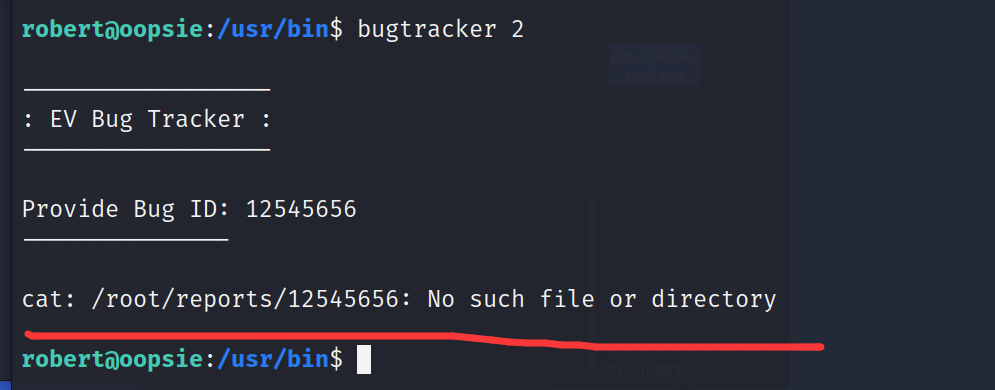 robert@oopsie:/usr/bin$ bugtracker 2
: EV Bug Tracker :
Provide Bug ID: 12545656
cat: /root/reports/12545656: No such file or directory
robert@oopsie:/usr/bin$